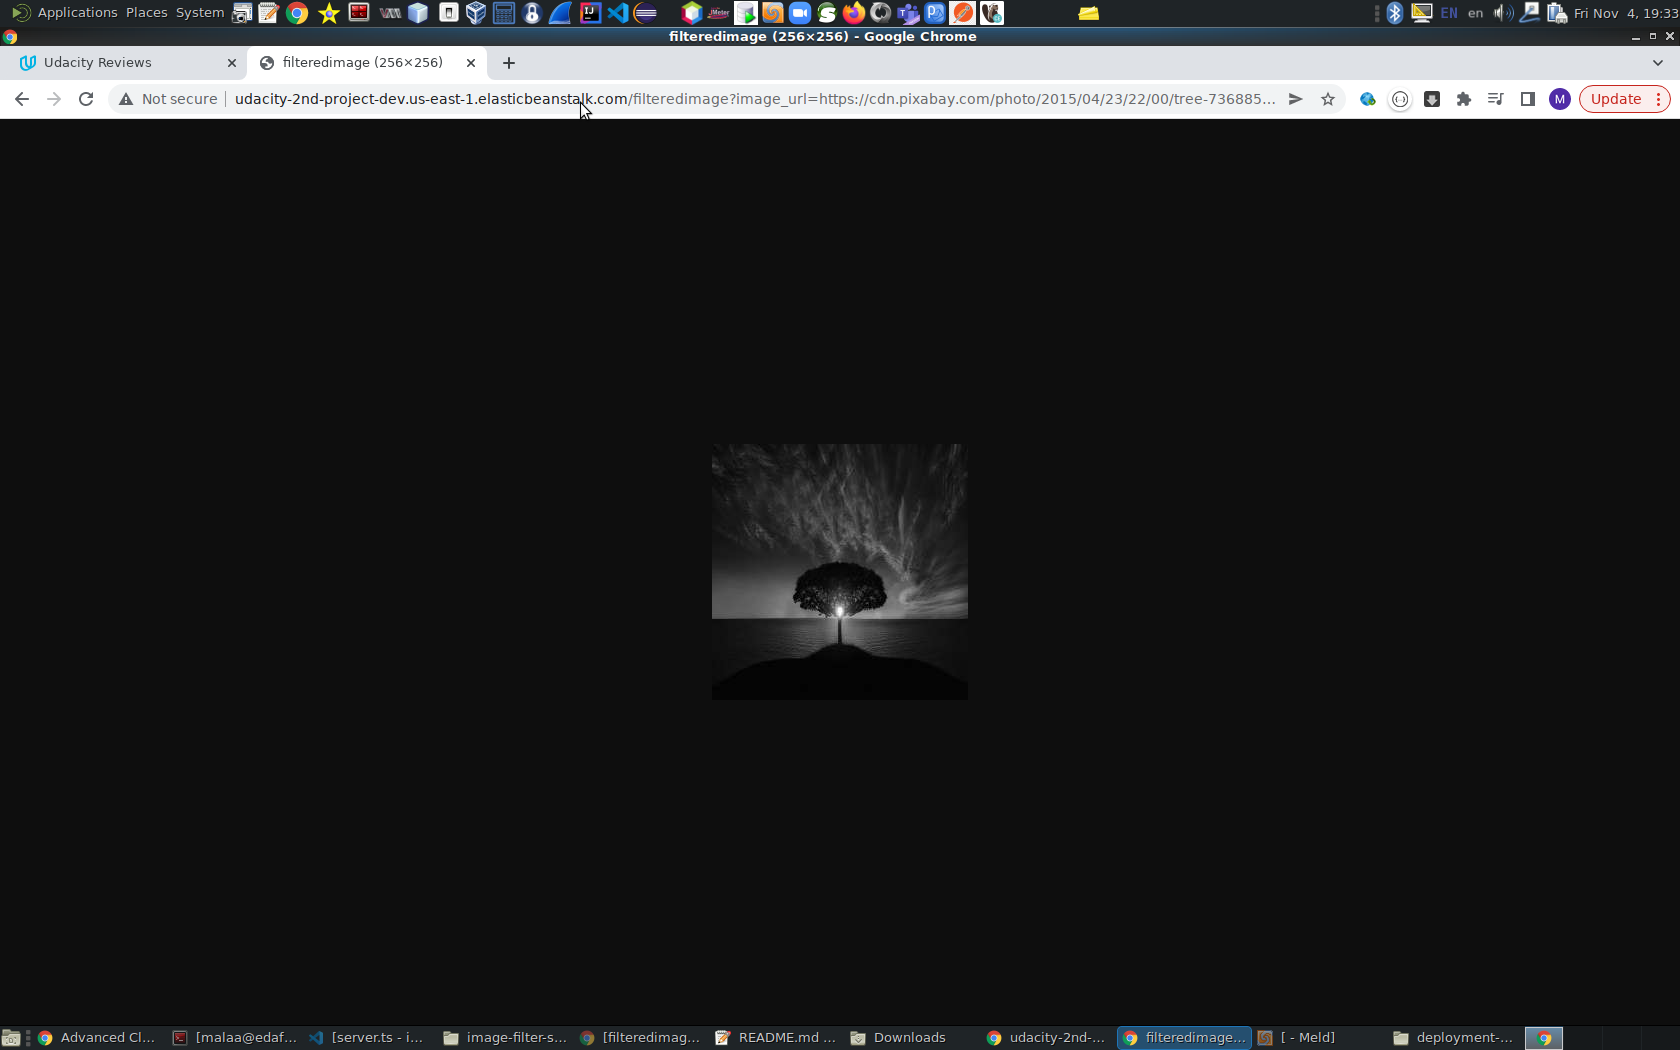 Applications Places System EN en Fri Nov 4, 19:33
filteredimage (256×256) - Google Chrome
Udacity Reviews filteredimage (256×256)
Not secure udacity-2nd-project-dev.us-east-1.elasticbeanstalk.com/filteredimage?image_url=https://cdn.pixabay.com/photo/2015/04/23/22/00/tree-736885... M Update
Advanced Cl... [malaa@edaf... [server.ts - i... image-filter-s... [filteredimag... README.md ... Downloads udacity-2nd-... filteredimage... [ - Meld] deployment-...